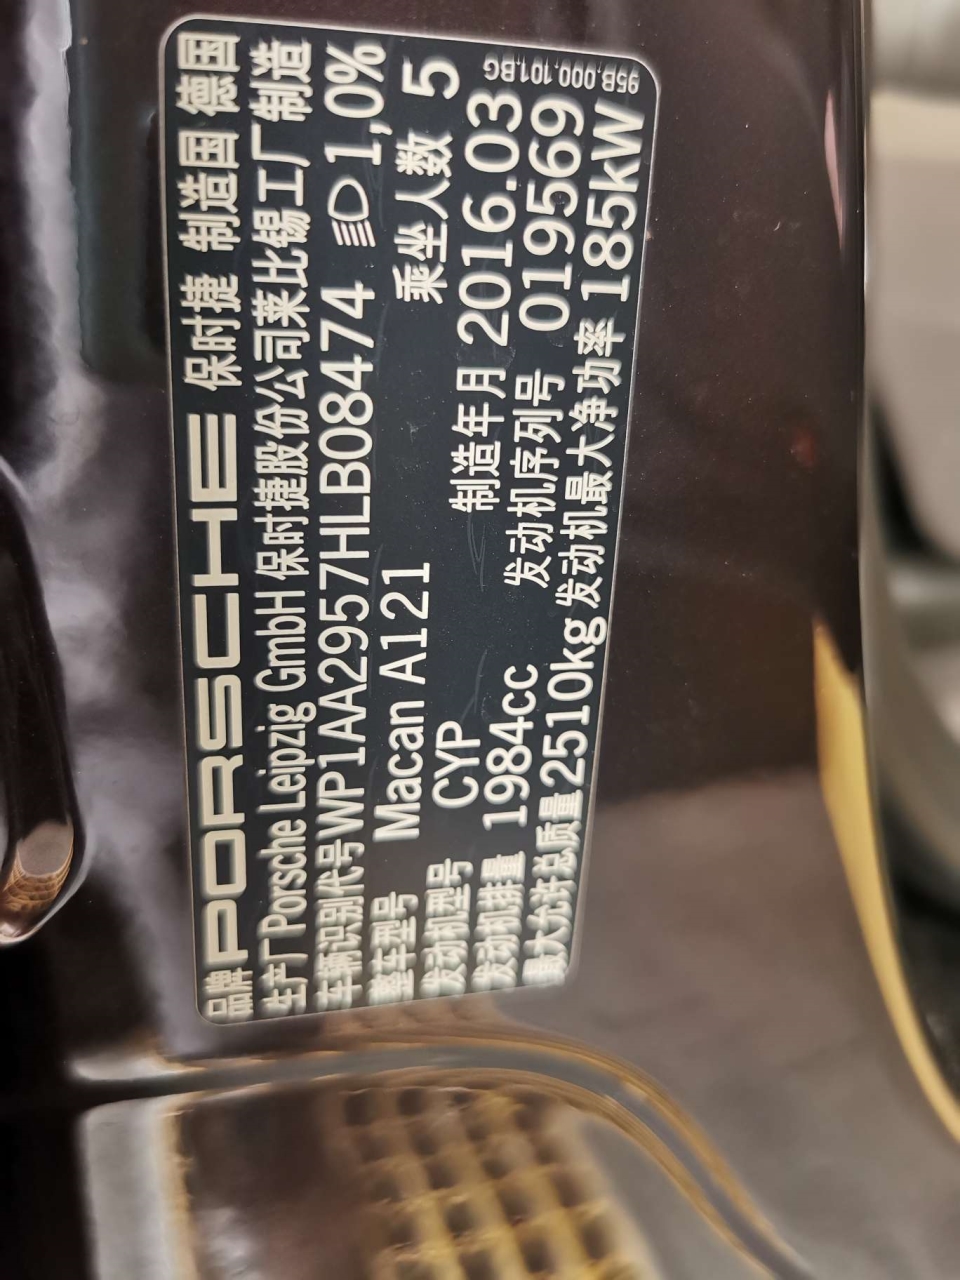 品牌 PORSCHE 保时捷 制造国 德国
生产厂 Porsche Leipzig GmbH 保时捷股份公司莱比锡工厂制造
车辆识别代号 WP1AA2957HLB08474 1,0%
整车型号 Macan A121 乘坐人数 5
发动机型号 CYP 制造年月 2016.03
发动机排量 1984cc 发动机序列号 019569
最大允许总质量 2510kg 发动机最大净功率 185kW
95B.000.101.BG